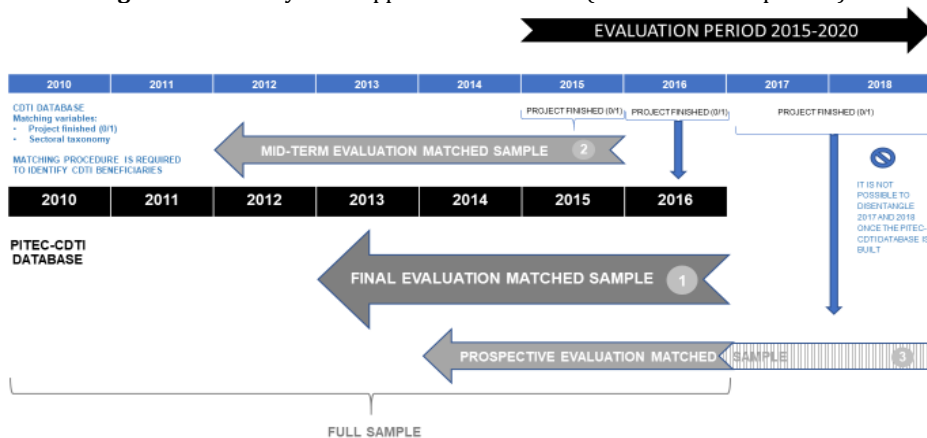 EVALUATION PERIOD 2015-2020
2010 2011 2012 2013 2014 2015 2016 2017 2018
CDTI DATABASE
Matching variables:
• Project finished (0/1)
• Sectoral taxonomy
MATCHING PROCEDURE IS REQUIRED
TO IDENTIFY CDTI BENEFICIARIES
PROJECT FINISHED (0/1) PROJECT FINISHED (0/1) PROJECT FINISHED (0/1)
MID-TERM EVALUATION MATCHED SAMPLE 2
IT IS NOT
POSSIBLE TO
DISENTANGLE
2017 AND 2018
ONCE THE PITEC-
CDTI DATABASE IS
BUILT
2010 2011 2012 2013 2014 2015 2016
PITEC-CDTI
DATABASE
FINAL EVALUATION MATCHED SAMPLE 1
PROSPECTIVE EVALUATION MATCHED SAMPLE 3
FULL SAMPLE